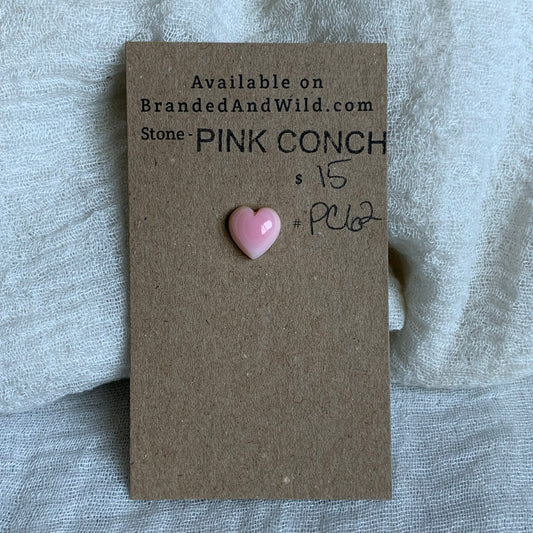 Available on
BrandedAndWild.com
Stone - PINK CONCH
$ 15
# PC62